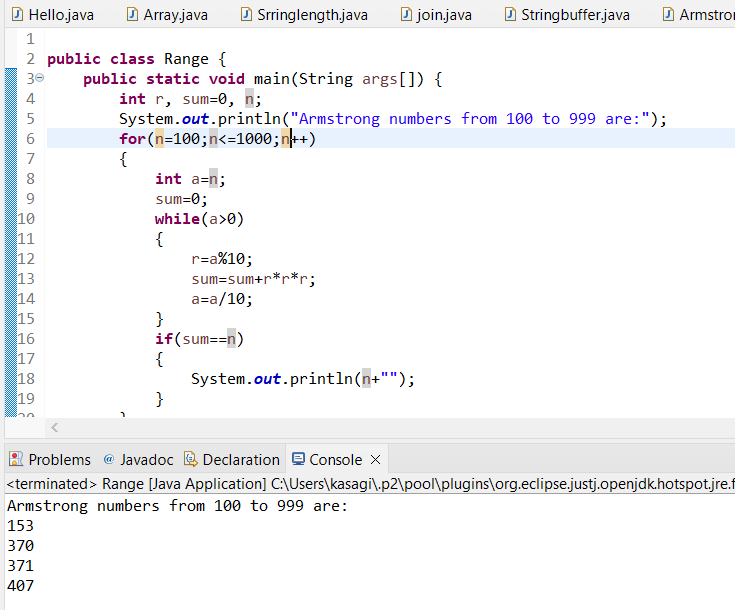 Hello.java Array.java Srringlength.java join.java Stringbuffer.java Armstror
1
2 public class Range {
3 public static void main(String args[]) {
4 int r, sum=0, n;
5 System.out.println("Armstrong numbers from 100 to 999 are:");
6 for(n=100;n<=1000;n++)
7 {
8 int a=n;
9 sum=0;
10 while(a>0)
11 {
12 r=a%10;
13 sum=sum+r*r*r;
14 a=a/10;
15 }
16 if(sum==n)
17 {
18 System.out.println(n+"");
19 }
20 }
Problems Javadoc Declaration Console
<terminated> Range [Java Application] C:\Users\kasagi\.p2\pool\plugins\org.eclipse.justj.openjdk.hotspot.jre.f
Armstrong numbers from 100 to 999 are:
153
370
371
407